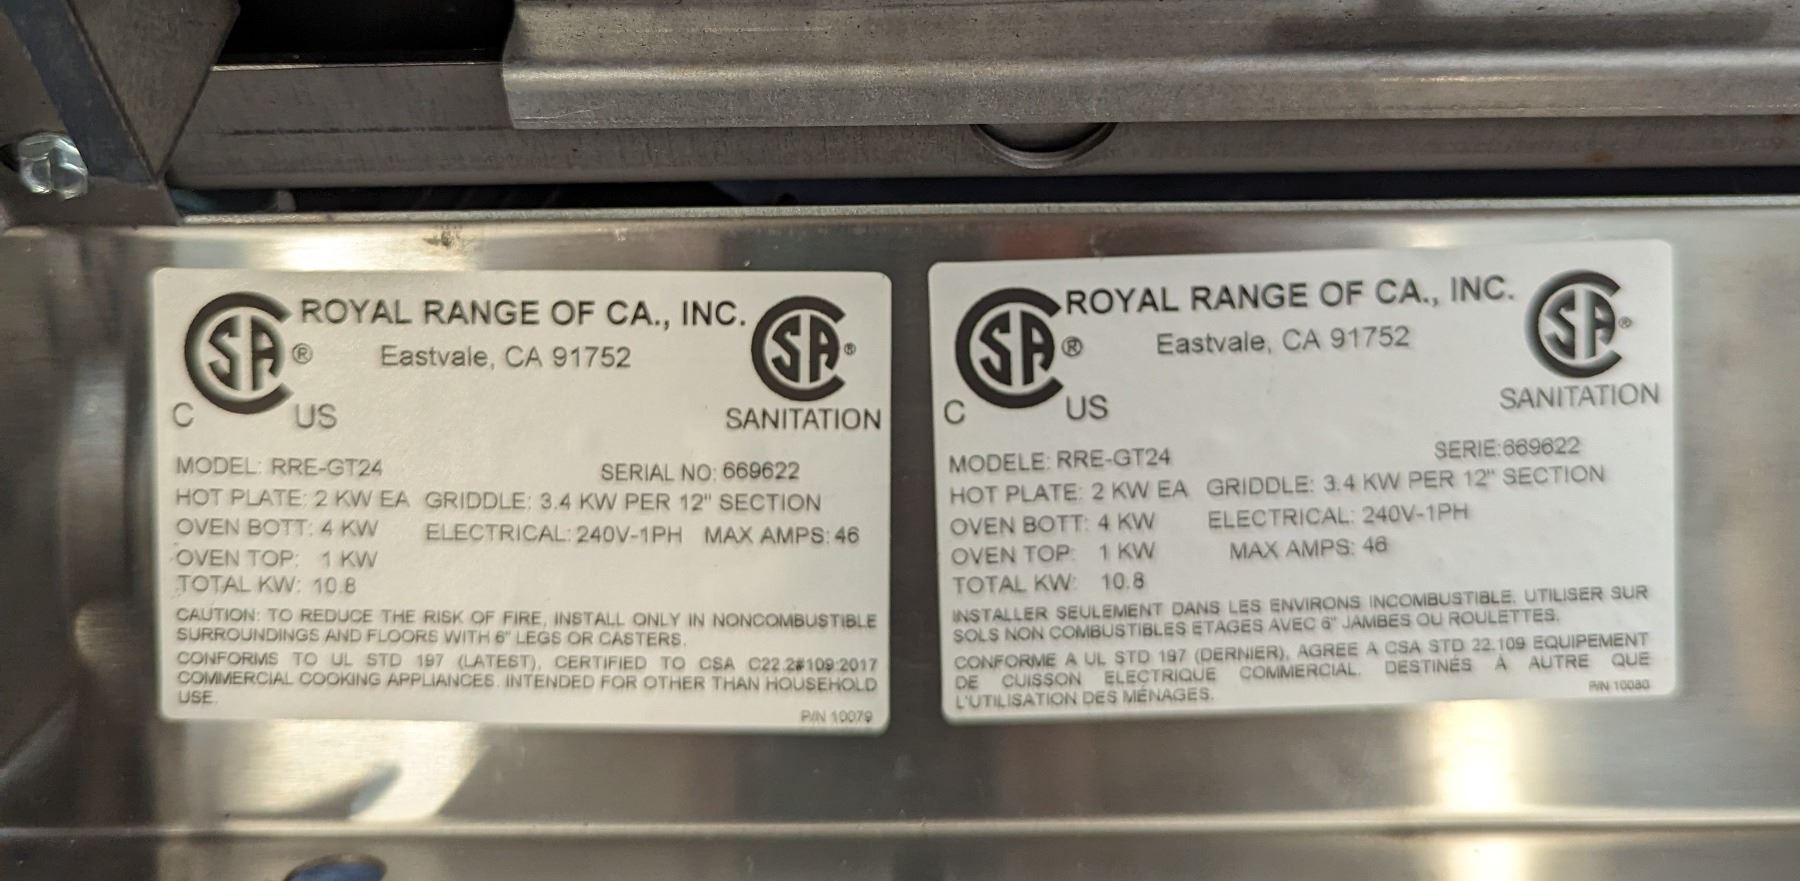 ROYAL RANGE OF CA., INC.
Eastvale, CA 91752
SA ®
C US
SA ®
SANITATION
MODEL: RRE-GT24 SERIAL NO: 669622
HOT PLATE: 2 KW EA GRIDDLE: 3.4 KW PER 12" SECTION
OVEN BOTT: 4 KW ELECTRICAL: 240V-1PH MAX AMPS: 46
OVEN TOP: 1 KW
TOTAL KW: 10.8
CAUTION: TO REDUCE THE RISK OF FIRE, INSTALL ONLY IN NONCOMBUSTIBLE
SURROUNDINGS AND FLOORS WITH 6" LEGS OR CASTERS.
CONFORMS TO UL STD 197 (LATEST), CERTIFIED TO CSA C22.2#109:2017
COMMERCIAL COOKING APPLIANCES. INTENDED FOR OTHER THAN HOUSEHOLD
USE.
P/N 10079
ROYAL RANGE OF CA., INC.
Eastvale, CA 91752
SA ®
C US
SA ®
SANITATION
MODELE: RRE-GT24 SERIE:669622
HOT PLATE: 2 KW EA GRIDDLE: 3.4 KW PER 12" SECTION
OVEN BOTT: 4 KW ELECTRICAL: 240V-1PH
OVEN TOP: 1 KW MAX AMPS: 46
TOTAL KW: 10.8
INSTALLER SEULEMENT DANS LES ENVIRONS INCOMBUSTIBLE, UTILISER SUR
SOLS NON COMBUSTIBLES ETAGES AVEC 6" JAMBES OU ROULETTES.
CONFORME A UL STD 197 (DERNIER), AGREE A CSA STD 22.109 EQUIPEMENT
DE CUISSON ELECTRIQUE COMMERCIAL. DESTINÉS À AUTRE QUE
L'UTILISATION DES MÉNAGES.
P/N 10080